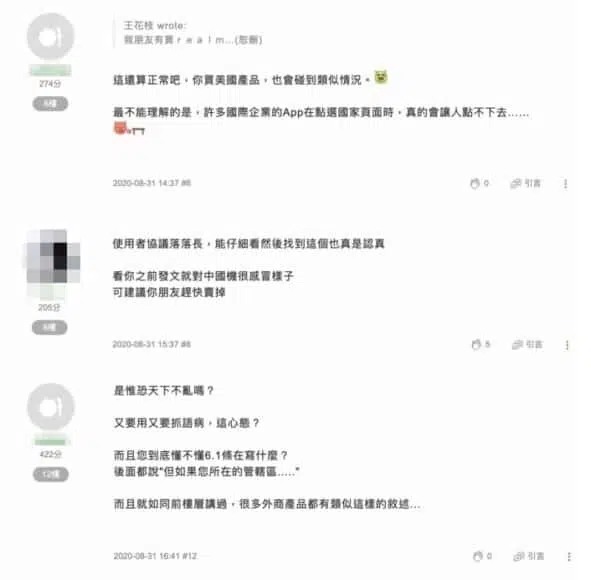 王花枝 wrote:
我朋友有買ｒｅａｌｍ...(恕刪)
274分
6樓
這還算正常吧，你買美國產品，也會碰到類似情況。
最不能理解的是，許多國際企業的App在點選國家頁面時，真的會讓人點不下去……
2020-08-31 14:37 #6
0
引言
使用者協議落落長，能仔細看然後找到這個也真是認真
看你之前發文就對中國機很感冒樣子
可建議你朋友趕快賣掉
205分
2020-08-31 15:37 #8
5
引言
是惟恐天下不亂嗎？
又要用又要抓語病，這心態？
而且您到底懂不懂6.1條在寫什麼？
後面都說"但如果您所在的管轄區....."
而且就如同前樓層講過，很多外商產品都有類似這樣的敘述...
422分
12樓
2020-08-31 16:41 #12
0
引言